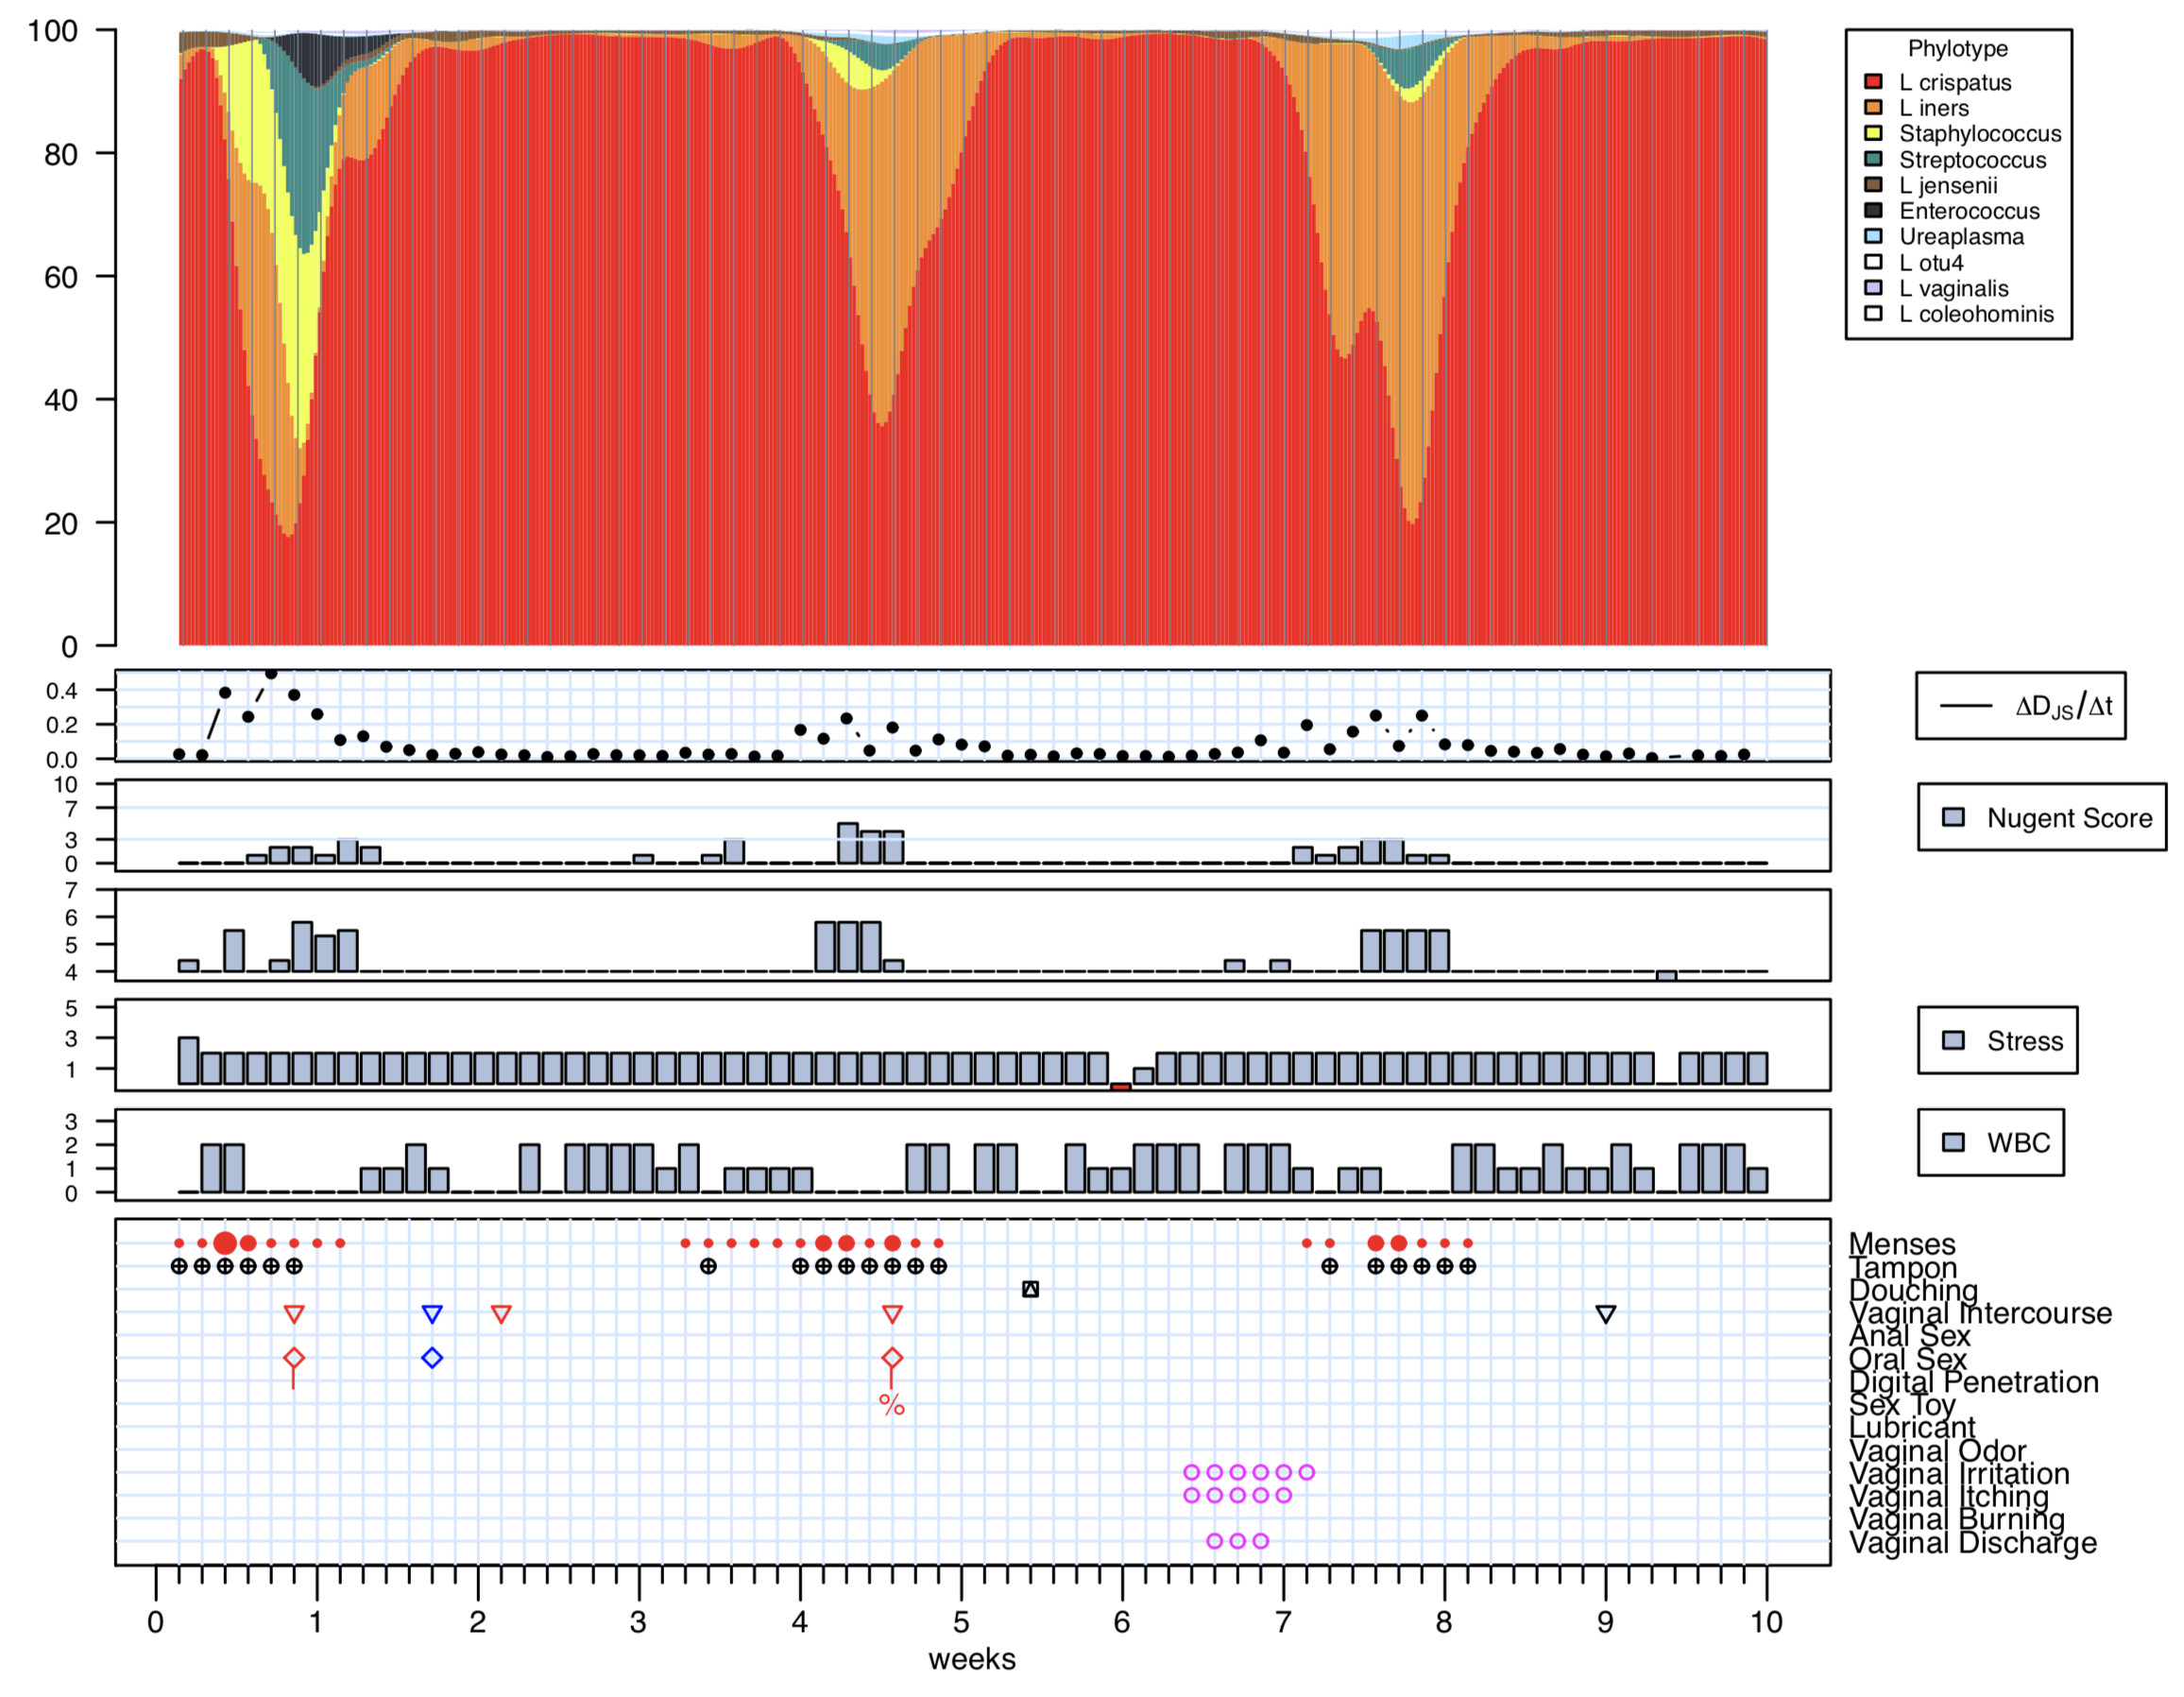 100
80
60
40
20
0
Phylotype
L crispatus
L iners
Staphylococcus
Streptococcus
L jensenii
Enterococcus
Ureaplasma
L otu4
L vaginalis
L coleohominis
0.4
0.2
0.0
ΔD_JS/Δt
10
7
3
0
Nugent Score
7
6
5
4
5
3
1
Stress
3
2
1
0
WBC
Menses
Tampon
Douching
Vaginal Intercourse
Anal Sex
Oral Sex
Digital Penetration
Sex Toy
Lubricant
Vaginal Odor
Vaginal Irritation
Vaginal Itching
Vaginal Burning
Vaginal Discharge
%
0 1 2 3 4 5 6 7 8 9 10
weeks